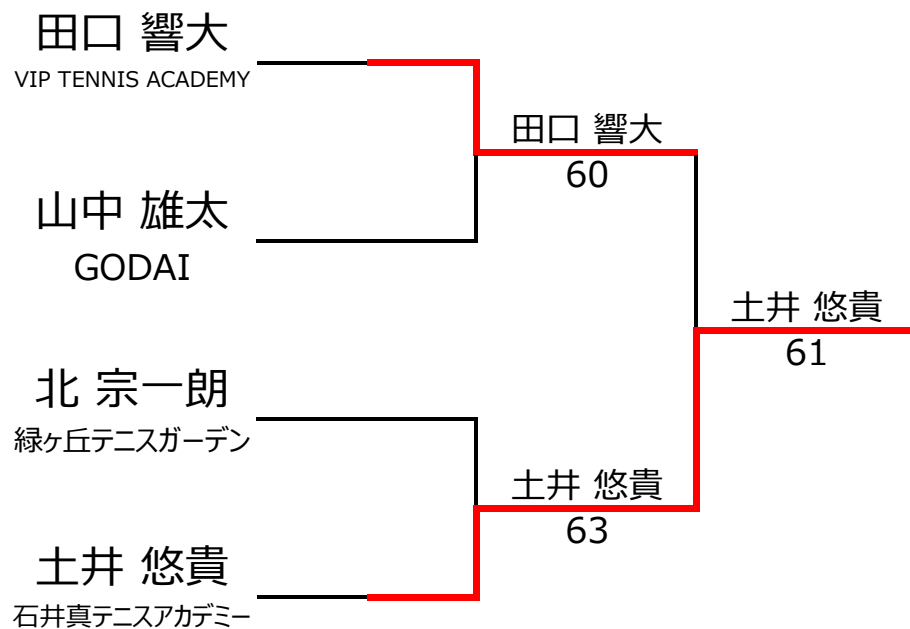 田口 響大
VIP TENNIS ACADEMY
田口 響大
60
山中 雄太
GODAI
土井 悠貴
61
北 宗一朗
緑ヶ丘テニスガーデン
土井 悠貴
63
土井 悠貴
石井真テニスアカデミー